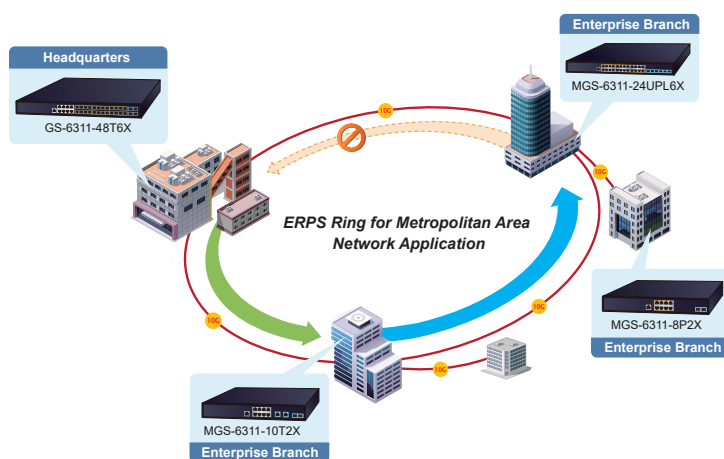 Enterprise Branch
MGS-6311-24UPL6X
Headquarters
GS-6311-48T6X
10G
10G
ERPS Ring for Metropolitan Area
Network Application
10G
10G
10G
MGS-6311-8P2X
Enterprise Branch
MGS-6311-10T2X
Enterprise Branch